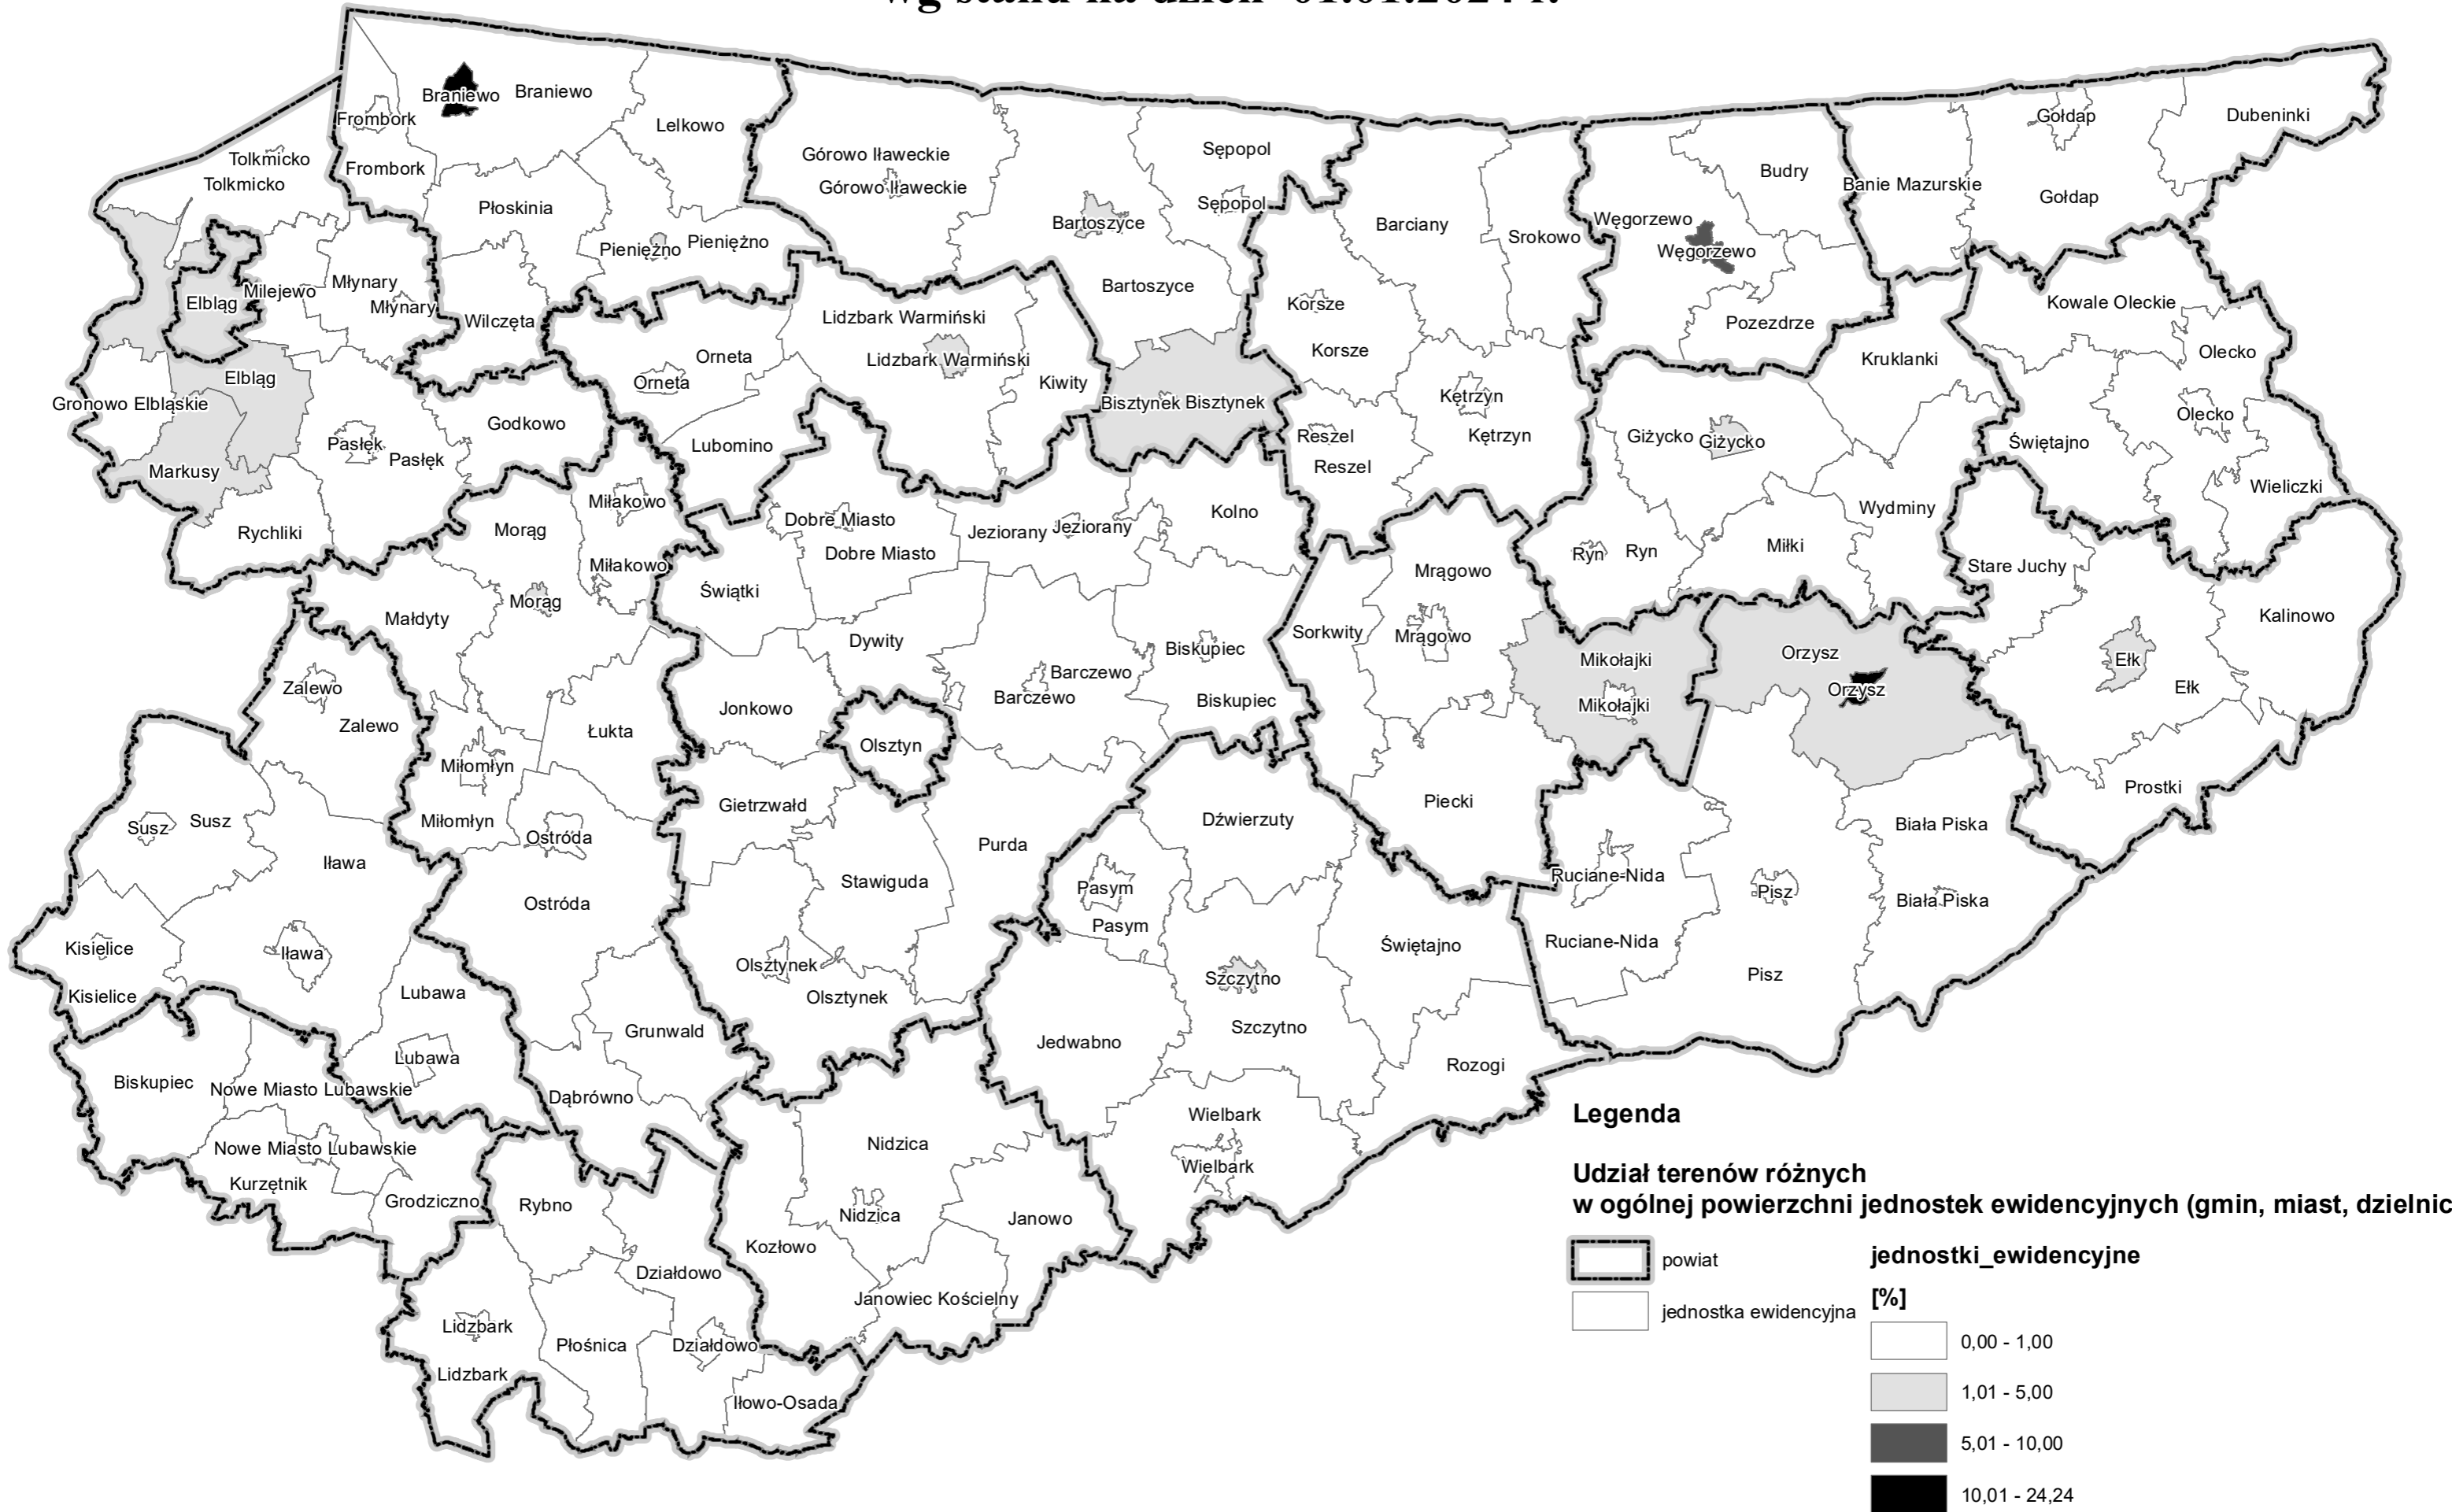 wg stanu na dzień 01.01.2024 r.
Braniewo
Braniewo
Frombork
Lelkowo
Gołdap
Dubeninki
Tolkmicko
Tolkmicko
Frombork
Górowo Iławeckie
Górowo Iławeckie
Sępopol
Sępopol
Budry
Banie Mazurskie
Gołdap
Płoskinia
Pieniężno
Pieniężno
Bartoszyce
Bartoszyce
Barciany
Srokowo
Węgorzewo
Węgorzewo
Elbląg
Milejewo
Młynary
Młynary
Wilczęta
Lidzbark Warmiński
Lidzbark Warmiński
Korsze
Korsze
Pozezdrze
Kowale Oleckie
Kruklanki
Olecko
Elbląg
Orneta
Orneta
Kiwity
Gronowo Elbląskie
Godkowo
Bisztynek
Bisztynek
Kętrzyn
Kętrzyn
Olecko
Pasłęk
Pasłęk
Lubomino
Reszel
Reszel
Giżycko
Giżycko
Świętajno
Markusy
Wieliczki
Rychliki
Morąg
Miłakowo
Dobre Miasto
Dobre Miasto
Jeziorany
Jeziorany
Kolno
Wydminy
Ryn
Ryn
Miłki
Miłakowo
Świątki
Mrągowo
Stare Juchy
Małdyty
Morąg
Kalinowo
Dywity
Biskupiec
Sorkwity
Mrągowo
Mikołajki
Orzysz
Ełk
Zalewo
Barczewo
Barczewo
Biskupiec
Mikołajki
Orzysz
Ełk
Zalewo
Łukta
Jonkowo
Olsztyn
Miłomłyn
Miłomłyn
Gietrzwałd
Piecki
Prostki
Susz
Susz
Ostróda
Dźwierzuty
Biała Piska
Iława
Purda
Stawiguda
Pasym
Ruciane-Nida
Pisz
Biała Piska
Ostróda
Pasym
Kisielice
Iława
Świętajno
Ruciane-Nida
Olsztynek
Szczytno
Pisz
Kisielice
Lubawa
Olsztynek
Grunwald
Szczytno
Lubawa
Jedwabno
Rozogi
Biskupiec
Nowe Miasto Lubawskie
Dąbrówno
Wielbark
Nowe Miasto Lubawskie
Nidzica
Wielbark
Kurzętnik
Grodziczno
Rybno
Nidzica
Janowo
Kozłowo
Działdowo
Janowiec Kościelny
Lidzbark
Płośnica
Działdowo
Lidzbark
Iłowo-Osada
Legenda
Udział terenów różnych
w ogólnej powierzchni jednostek ewidencyjnych (gmin, miast, dzielnic
powiat
jednostka ewidencyjna
jednostki_ewidencyjne
[%]
0,00 - 1,00
1,01 - 5,00
5,01 - 10,00
10,01 - 24,24